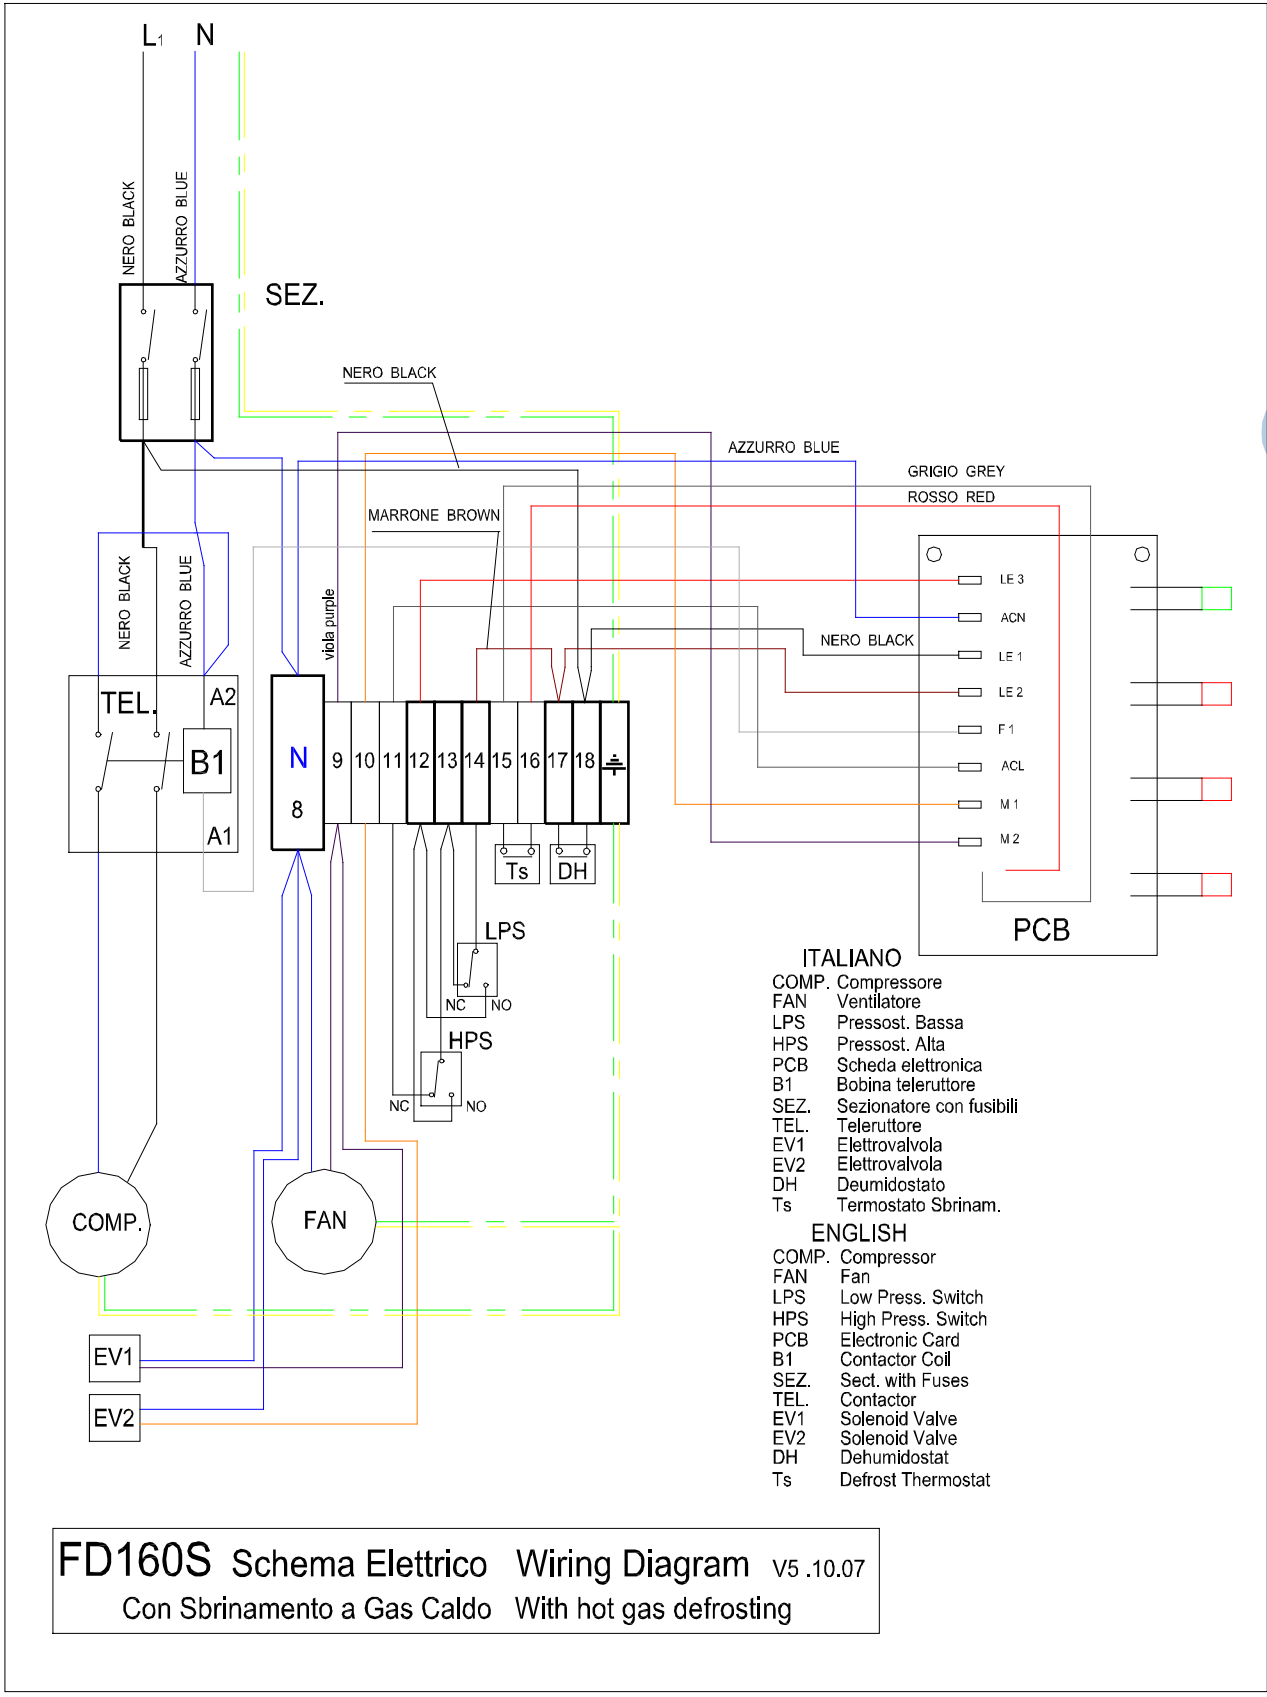 L1 N
NERO BLACK
AZZURRO BLUE
SEZ.
NERO BLACK
AZZURRO BLUE
GRIGIO GREY
ROSSO RED
MARRONE BROWN
NERO BLACK
AZZURRO BLUE
viola purple
NERO BLACK
LE 3
ACN
LE 1
LE 2
F 1
ACL
M 1
M 2
PCB
TEL.
A2
B1
A1
N
8
9 10 11 12 13 14 15 16 17 18
Ts
DH
LPS
NC NO
HPS
NC NO
COMP.
FAN
EV1
EV2
ITALIANO
COMP. Compressore
FAN Ventilatore
LPS Pressost. Bassa
HPS Pressost. Alta
PCB Scheda elettronica
B1 Bobina teleruttore
SEZ. Sezionatore con fusibili
TEL. Teleruttore
EV1 Elettrovalvola
EV2 Elettrovalvola
DH Deumidostato
Ts Termostato Sbrinam.
ENGLISH
COMP. Compressor
FAN Fan
LPS Low Press. Switch
HPS High Press. Switch
PCB Electronic Card
B1 Contactor Coil
SEZ. Sect. with Fuses
TEL. Contactor
EV1 Solenoid Valve
EV2 Solenoid Valve
DH Dehumidostat
Ts Defrost Thermostat
FD160S Schema Elettrico Wiring Diagram V5 .10.07
Con Sbrinamento a Gas Caldo With hot gas defrosting